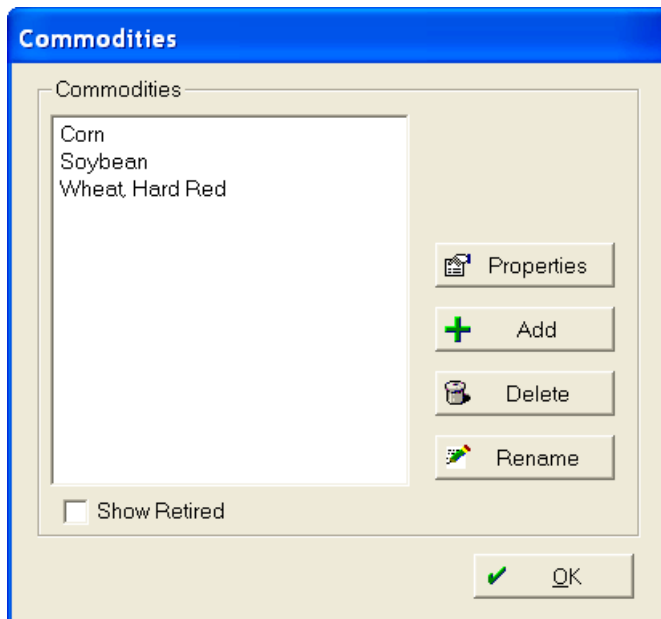 Commodities
Commodities
Corn
Soybean
Wheat, Hard Red
Properties
Add
Delete
Rename
Show Retired
OK